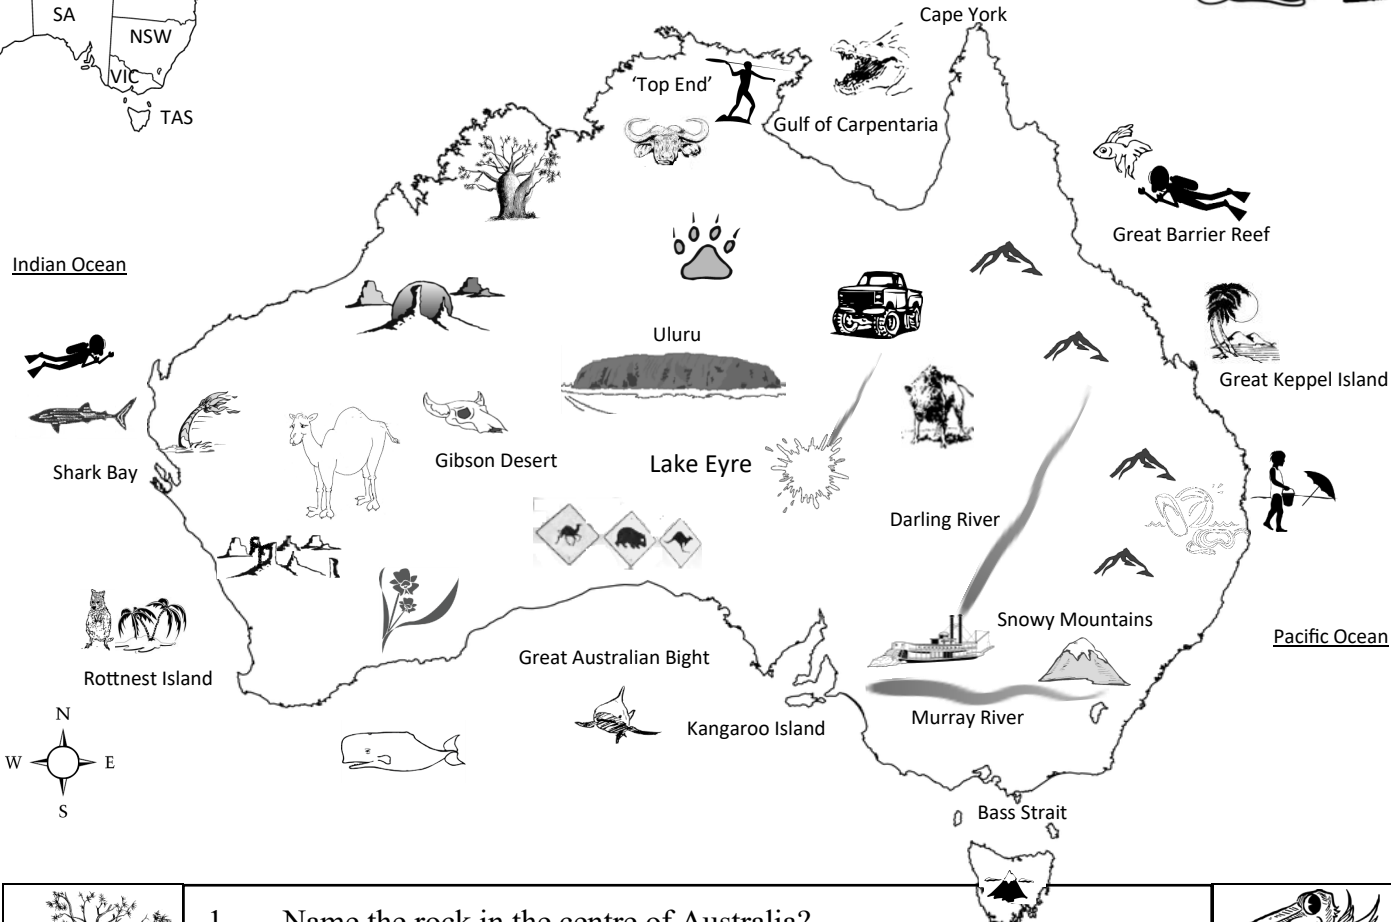 SA
NSW
VIC
TAS
Cape York
‘Top End’
Gulf of Carpentaria
Great Barrier Reef
Indian Ocean
Uluru
Great Keppel Island
Shark Bay
Gibson Desert
Lake Eyre
Darling River
Snowy Mountains
Pacific Ocean
Great Australian Bight
Rottnest Island
Kangaroo Island
Murray River
N
W E
S
Bass Strait
1. Name the rock in the centre of Australia?